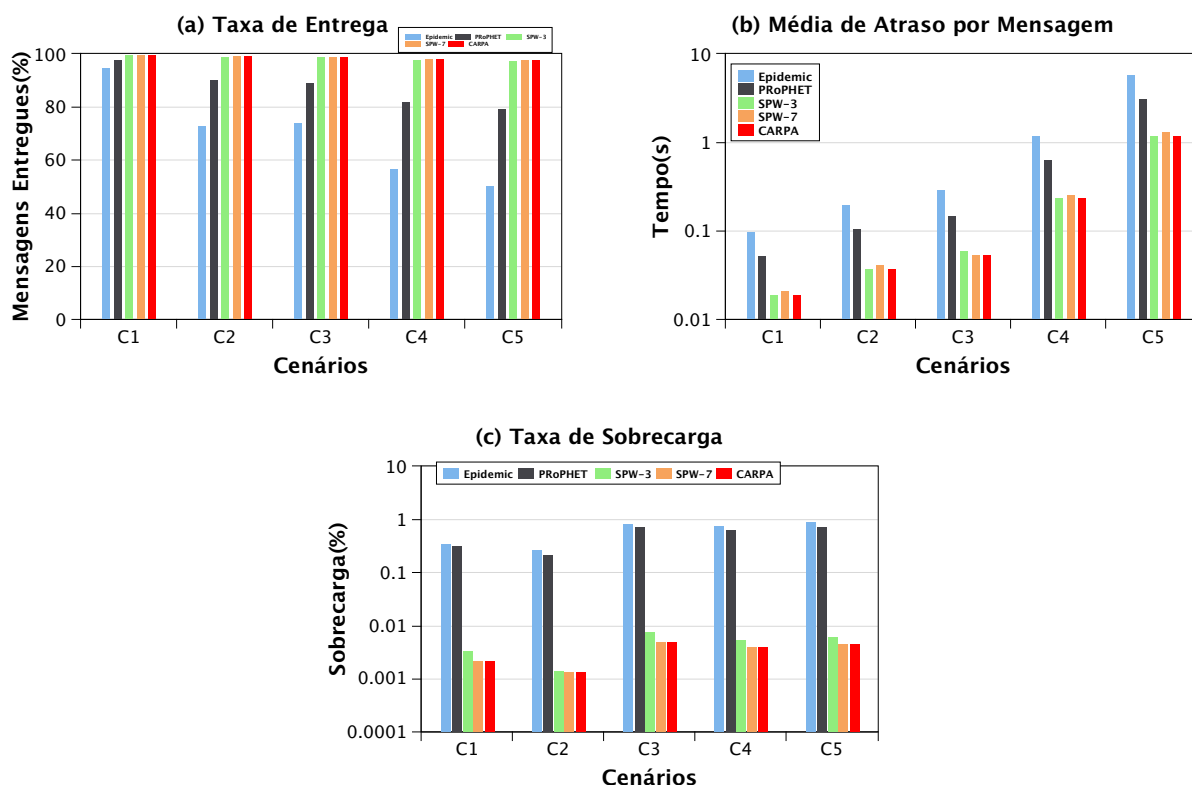 (a) Taxa de Entrega
Epidemic PRoPHET SPW-3
SPW-7 CARPA
100
80
60
40
20
0
Mensagens Entregues(%)
C1 C2 C3 C4 C5
Cenários
(b) Média de Atraso por Mensagem
Epidemic
PRoPHET
SPW-3
SPW-7
CARPA
10
1
0.1
0.01
Tempo(s)
C1 C2 C3 C4 C5
Cenários
(c) Taxa de Sobrecarga
Epidemic PRoPHET SPW-3 SPW-7 CARPA
10
1
0.1
0.01
0.001
0.0001
Sobrecarga(%)
C1 C2 C3 C4 C5
Cenários